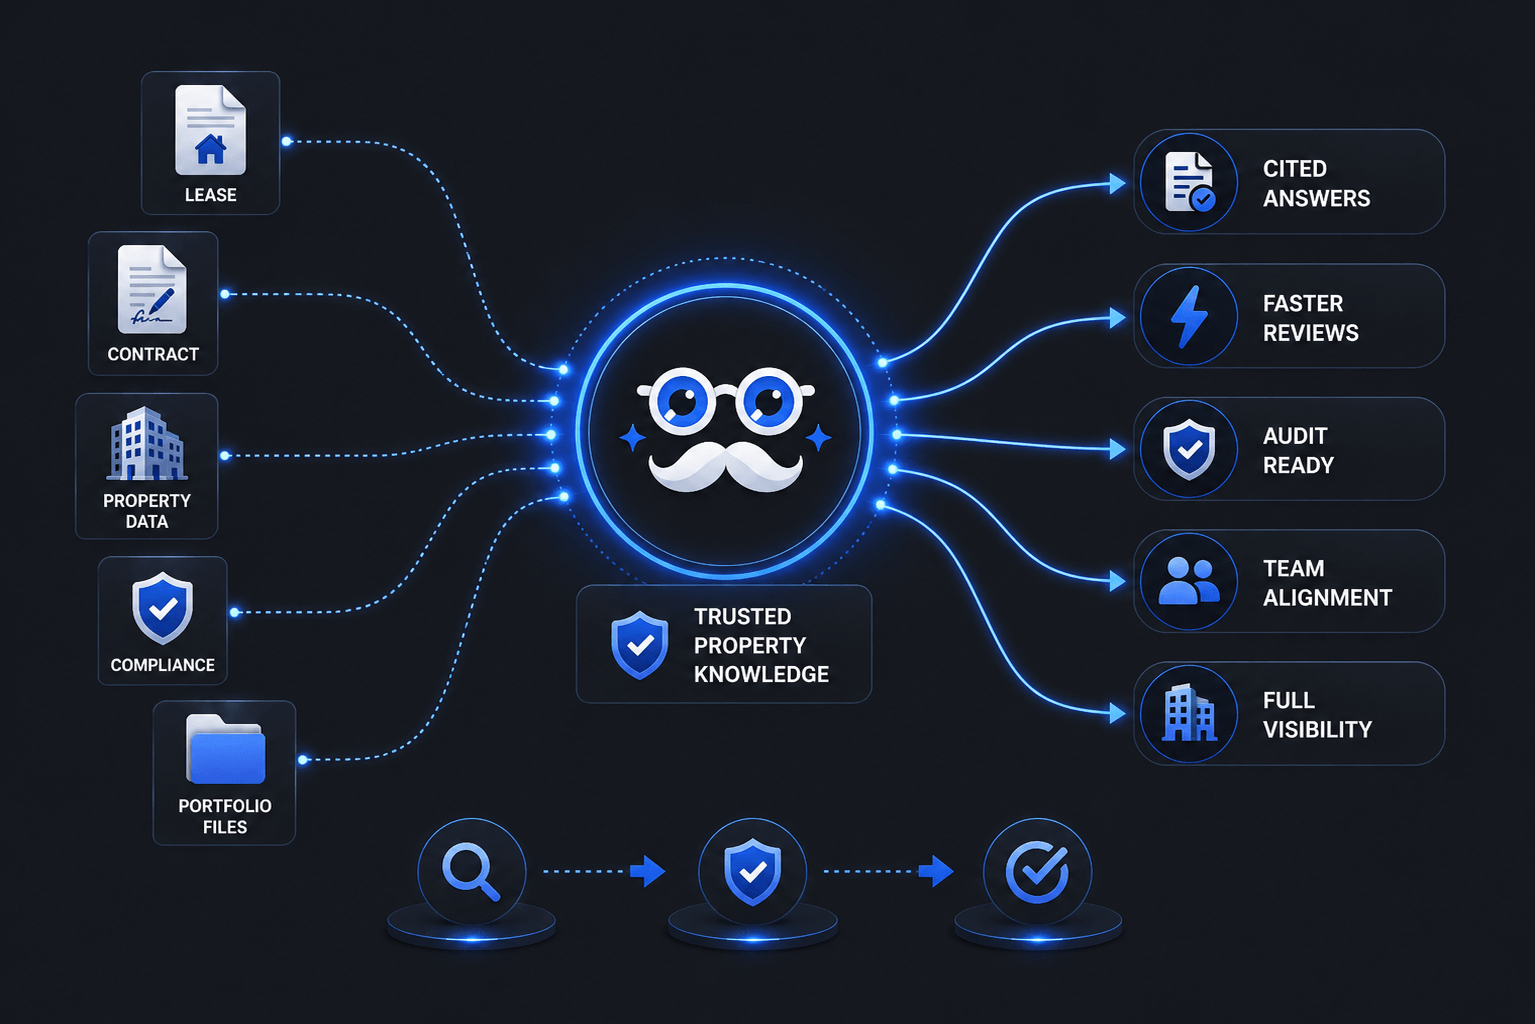 LEASE
CONTRACT
PROPERTY
DATA
COMPLIANCE
PORTFOLIO
FILES
TRUSTED
PROPERTY
KNOWLEDGE
CITED
ANSWERS
FASTER
REVIEWS
AUDIT
READY
TEAM
ALIGNMENT
FULL
VISIBILITY